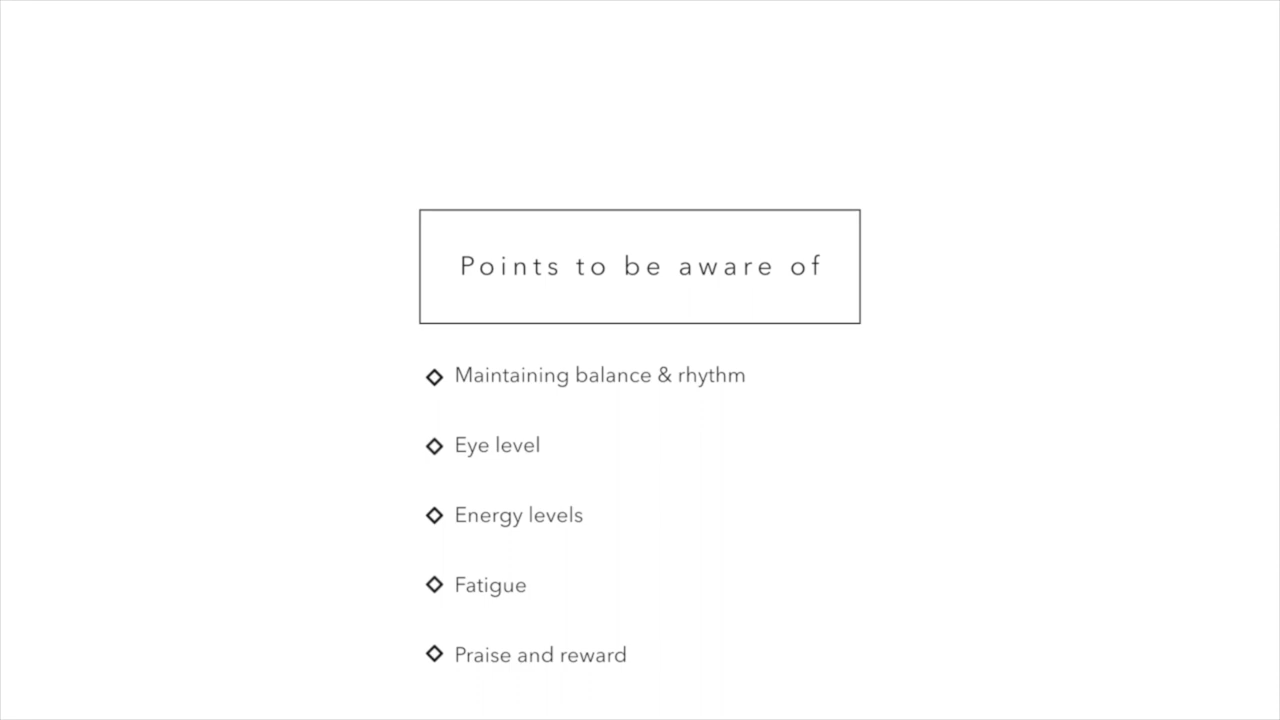 Points to be aware of
Maintaining balance & rhythm
Eye level
Energy levels
Fatigue
Praise and reward